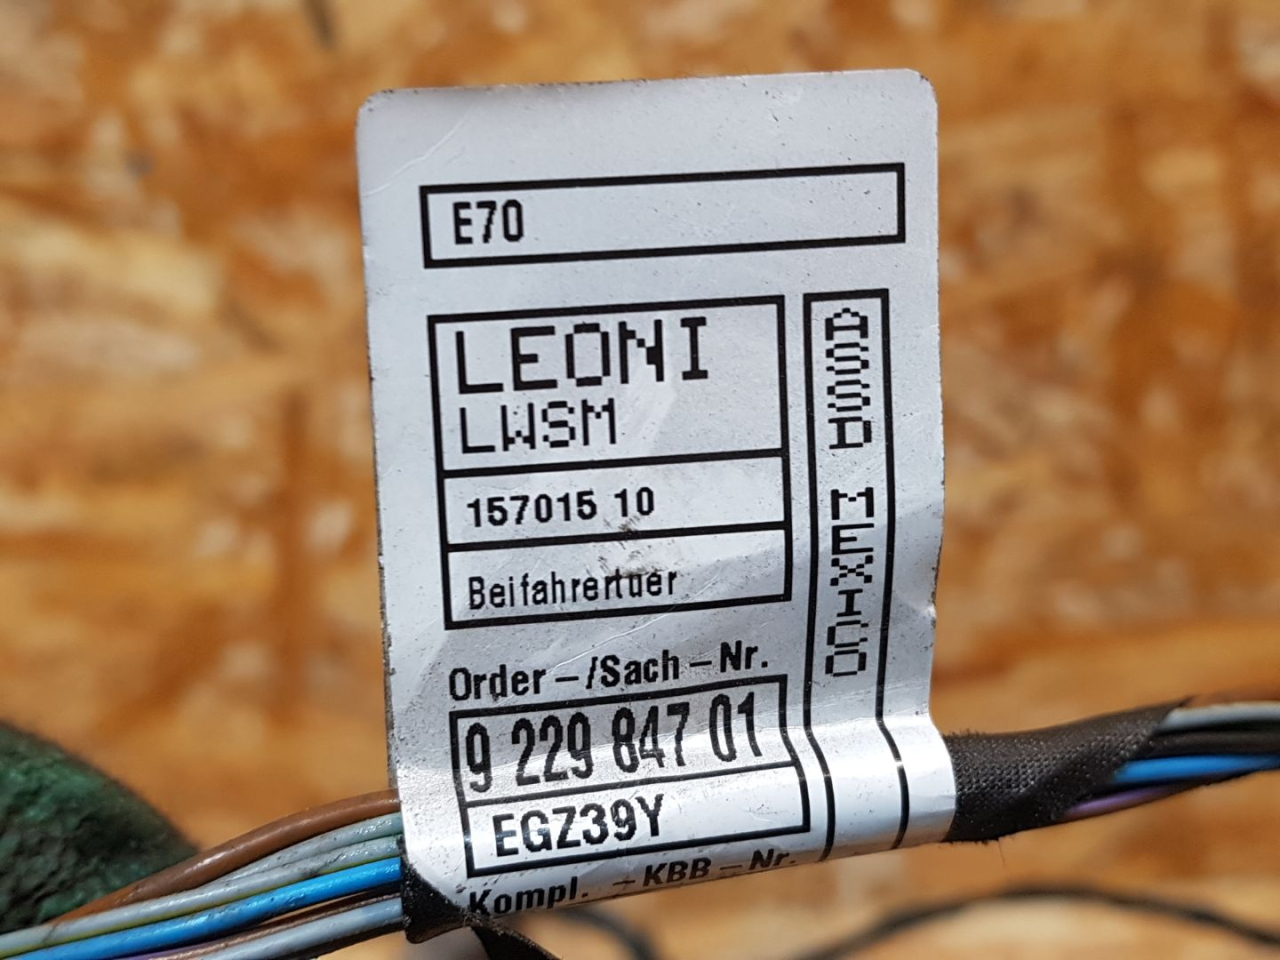 E70
LEONI
LWSM
157015 10
Beifahrertuer
ASSD MEXICO
Order-/Sach-Nr.
9 229 847 01
EGZ39Y
Kompl. -KBB-Nr.